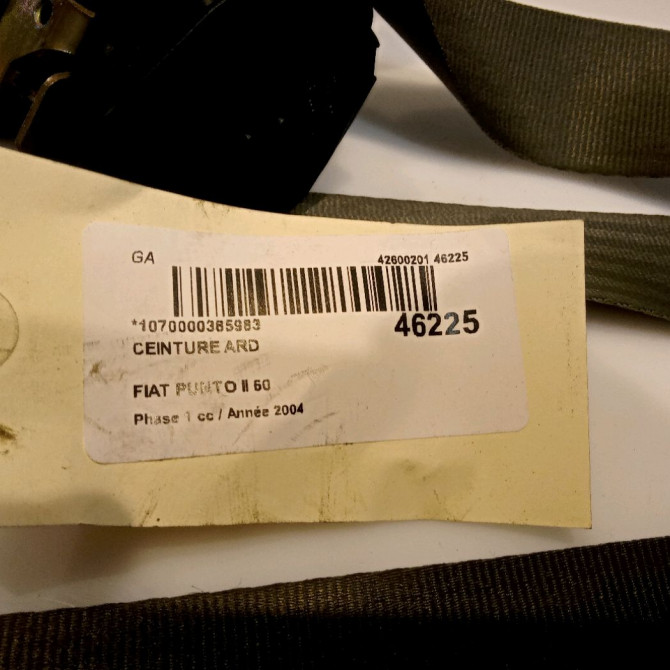 GA
42600201 46225
*1070000385983
46225
CEINTURE ARD
FIAT PUNTO II 60
Phase 1 cc / Année 2004